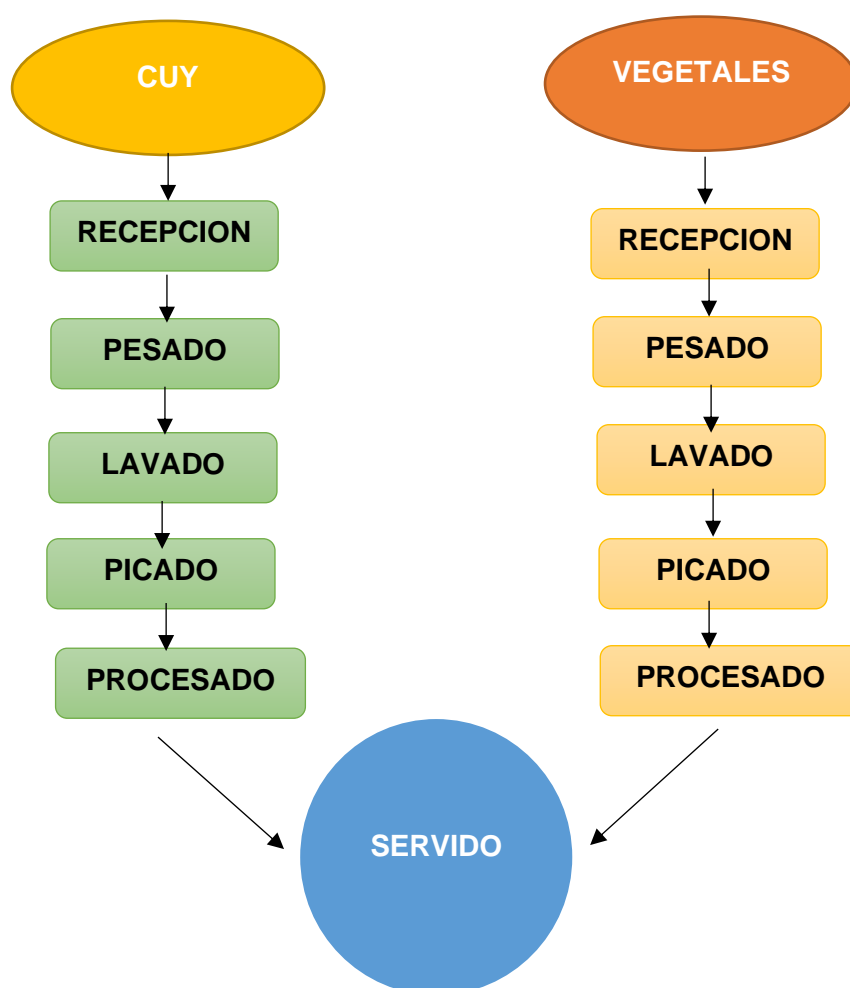 CUY
RECEPCION
PESADO
LAVADO
PICADO
PROCESADO
VEGETALES
RECEPCION
PESADO
LAVADO
PICADO
PROCESADO
SERVIDO